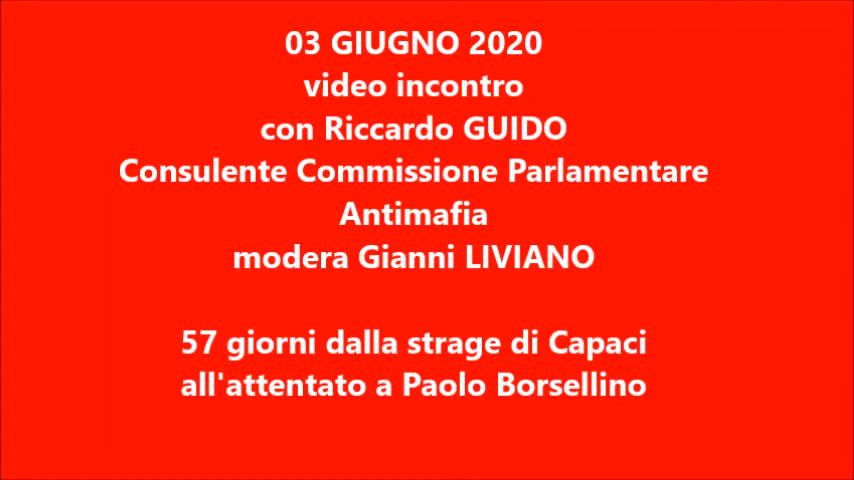 03 GIUGNO 2020
video incontro
con Riccardo GUIDO
Consulente Commissione Parlamentare
Antimafia
modera Gianni LIVIANO
57 giorni dalla strage di Capaci
all'attentato a Paolo Borsellino